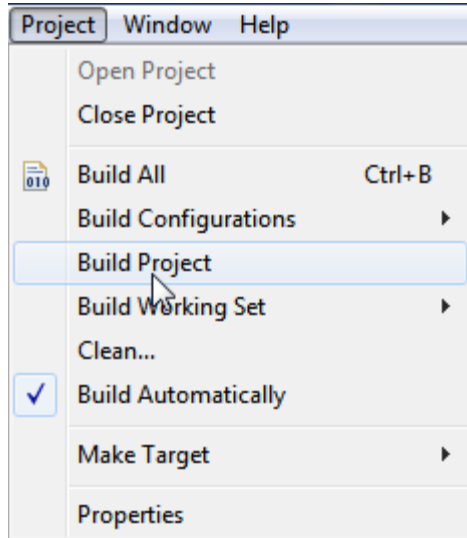 Project Window Help
Open Project
Close Project
010 Build All Ctrl+B
Build Configurations
Build Project
Build Working Set
Clean...
Build Automatically
Make Target
Properties